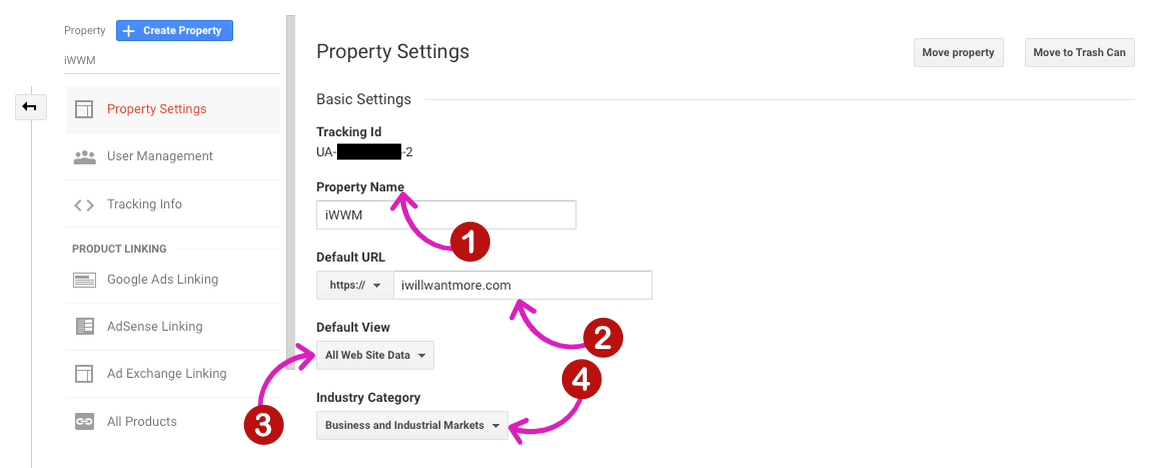 Property
Create Property
iWWM
Property Settings
User Management
Tracking Info
PRODUCT LINKING
Google Ads Linking
AdSense Linking
Ad Exchange Linking
All Products
Property Settings
Move property
Move to Trash Can
Basic Settings
Tracking Id
UA- -2
Property Name
iWWM
1
Default URL
https://
iwillwantmore.com
2
Default View
All Web Site Data
3
4
Industry Category
Business and Industrial Markets